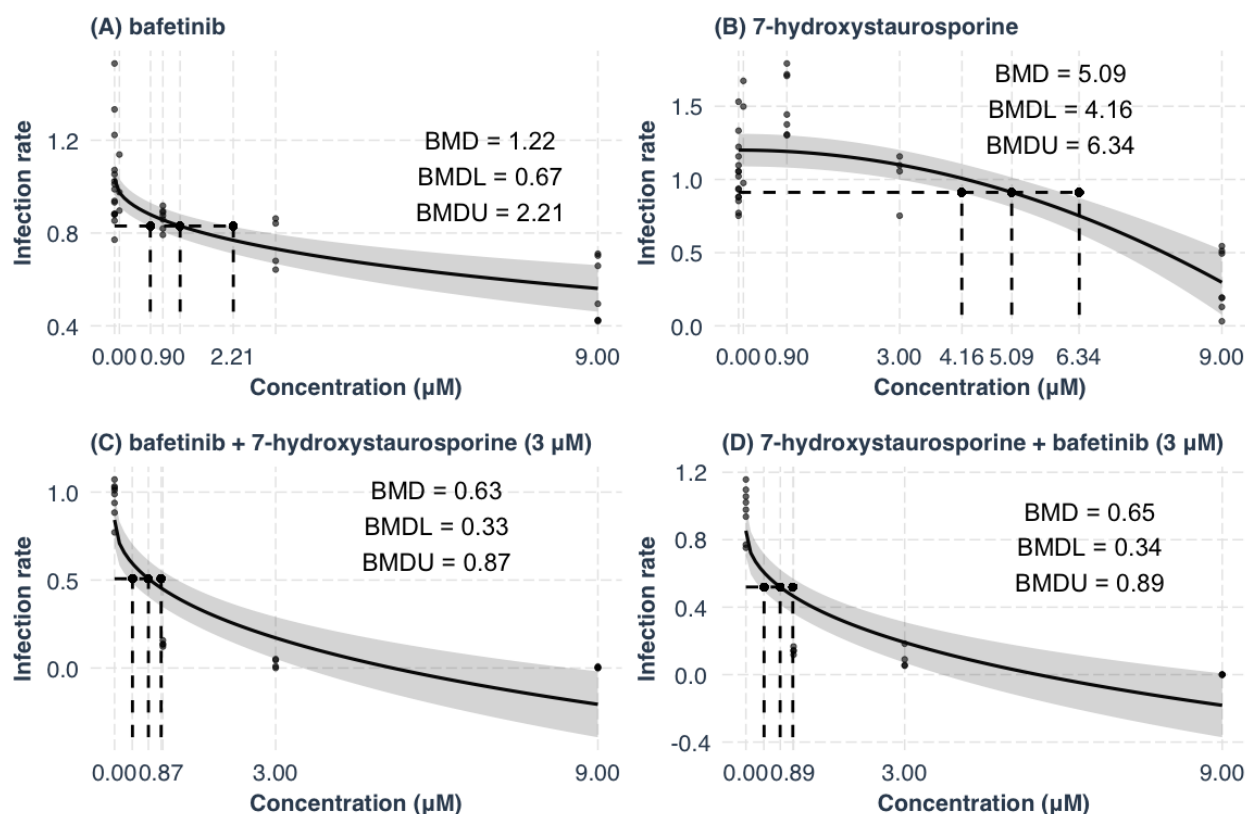 (A) bafetinib
Infection rate
1.2
0.8
0.4
BMD = 1.22
BMDL = 0.67
BMDU = 2.21
0.00 0.90 2.21 9.00
Concentration (µM)
(B) 7-hydroxystaurosporine
Infection rate
1.5
1.0
0.5
0.0
BMD = 5.09
BMDL = 4.16
BMDU = 6.34
0.00 0.90 3.00 4.16 5.09 6.34 9.00
Concentration (µM)
(C) bafetinib + 7-hydroxystaurosporine (3 µM)
Infection rate
1.0
0.5
0.0
BMD = 0.63
BMDL = 0.33
BMDU = 0.87
0.00 0.87 3.00 9.00
Concentration (µM)
(D) 7-hydroxystaurosporine + bafetinib (3 µM)
Infection rate
1.2
0.8
0.4
0.0
-0.4
BMD = 0.65
BMDL = 0.34
BMDU = 0.89
0.00 0.89 3.00 9.00
Concentration (µM)